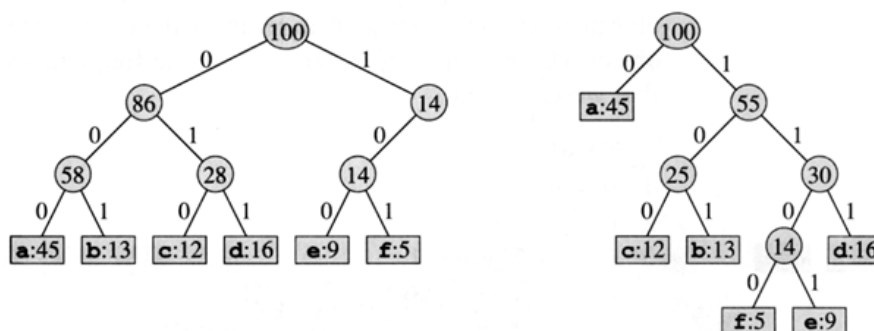 100 100
0 1 0 1
86 14 a:45 55
0 1 0 0 1
58 28 14 25 30
0 1 0 1 0 1 0 1 0 1
a:45 b:13 c:12 d:16 e:9 f:5 c:12 b:13 14 d:16
0 1
f:5 e:9